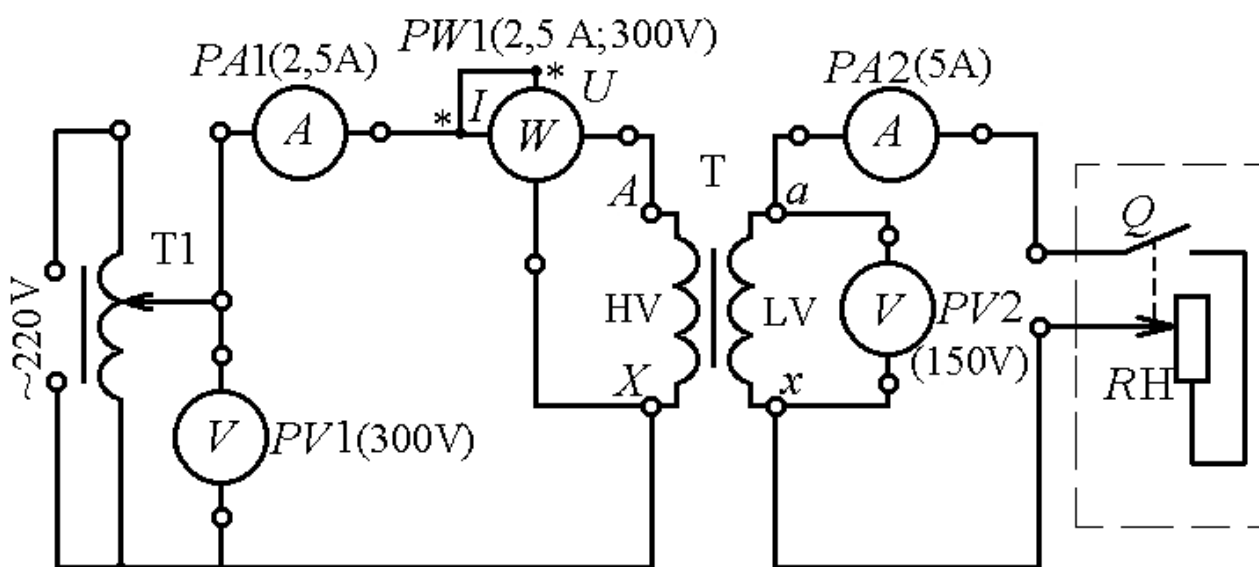 PW1(2,5 A;300V)
PA1(2,5A)
* U
PA2(5A)
* I
A
W
A
T
A
a
Q
T1
~220V
HV
LV
V
PV2
(150V)
X
x
RH
V
PV1(300V)